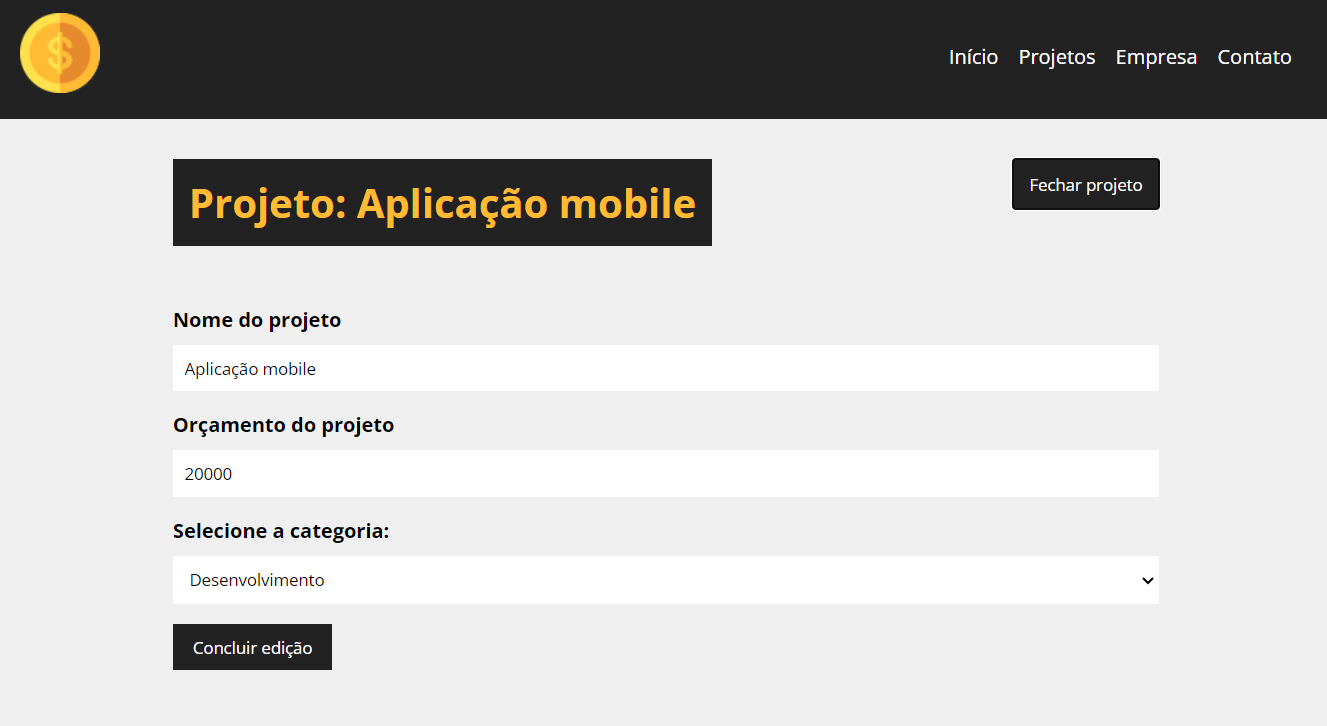 $
Início Projetos Empresa Contato
Projeto: Aplicação mobile
Fechar projeto
Nome do projeto
Aplicação mobile
Orçamento do projeto
20000
Selecione a categoria:
Desenvolvimento
Concluir edição